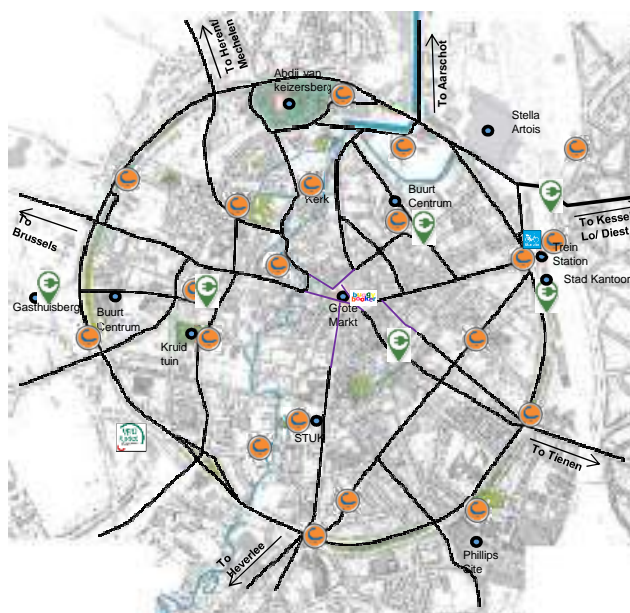 To Herent/
Mechelen
To Aarschot
Abdij van
keizersberg
Stella
Artois
Kerk
Buurt
Centrum
To Kessel
Lo/ Diest
To
Brussels
Trein
Station
Stad Kantoor
Gasthuisberg
Buurt
Centrum
Grote
Markt
Kruid
tuin
STUK
To Tienen
To
Heverlee
Phillips
Site